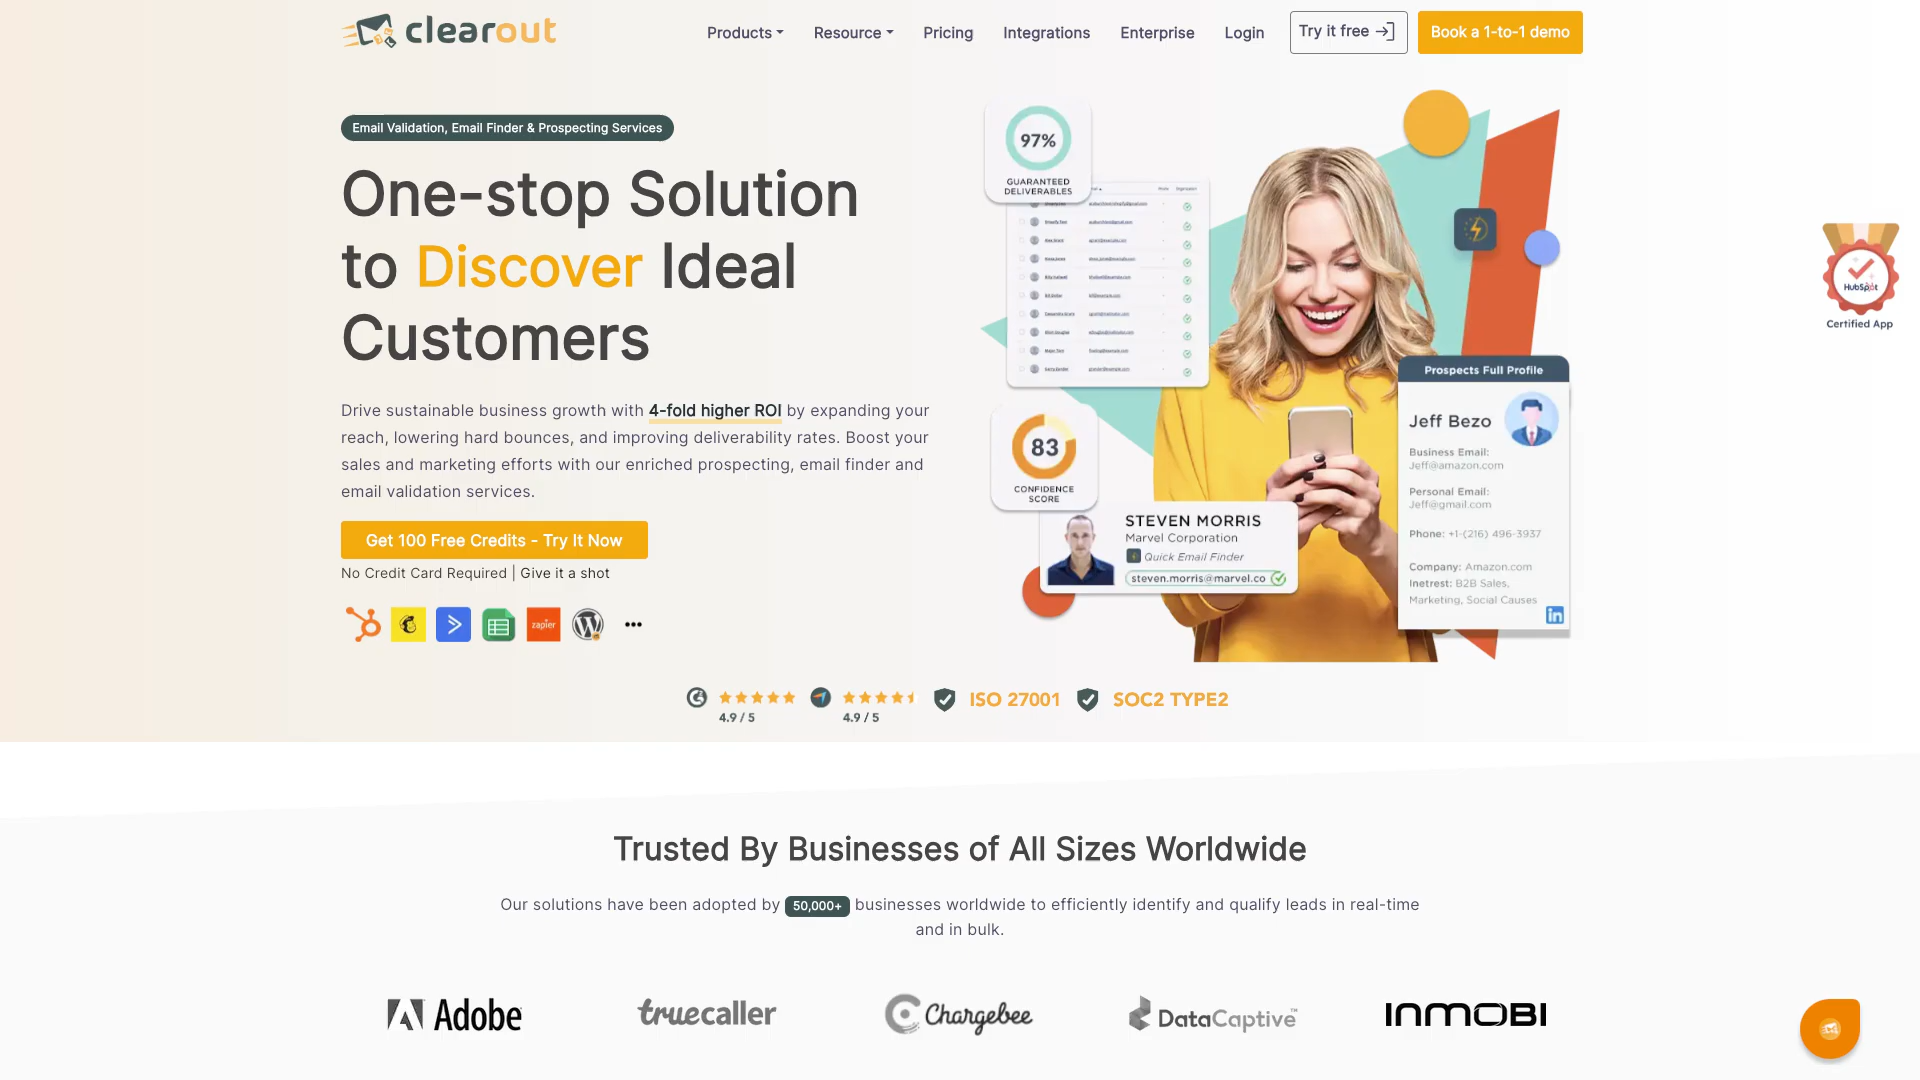 clearout
Products
Resource
Pricing
Integrations
Enterprise
Login
Try it free
Book a 1-to-1 demo
Email Validation, Email Finder & Prospecting Services
One-stop Solution
to Discover Ideal
Customers
Drive sustainable business growth with 4-fold higher ROI by expanding your
reach, lowering hard bounces, and improving deliverability rates. Boost your
sales and marketing efforts with our enriched prospecting, email finder and
email validation services.
Get 100 Free Credits - Try It Now
No Credit Card Required | Give it a shot
zapier
97%
GUARANTEED
DELIVERABLES
83
CONFIDENCE
SCORE
STEVEN MORRIS
Marvel Corporation
Quick Email Finder
steven.morris@marvel.co
Prospects Full Profile
Jeff Bezo
Business Email:
Jeff@amazon.com
Personal Email:
Jeff@gmail.com
Phone: +1-(216) 496-3937
Company: Amazon.com
Inetrest: B2B Sales,
Marketing, Social Causes
in
HubSpot
Certified App
4.9 / 5
4.9 / 5
ISO 27001
SOC2 TYPE2
Trusted By Businesses of All Sizes Worldwide
Our solutions have been adopted by 50,000+ businesses worldwide to efficiently identify and qualify leads in real-time
and in bulk.
Adobe
truecaller
Chargebee
DataCaptive™
INMOBI